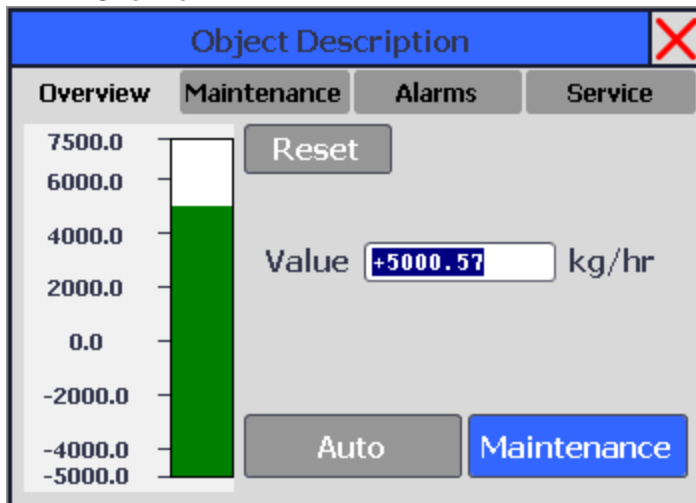 Object Description
Overview Maintenance Alarms Service
7500.0
Reset
6000.0
4000.0
Value +5000.57 kg/hr
2000.0
0.0
-2000.0
Auto Maintenance
-4000.0
-5000.0